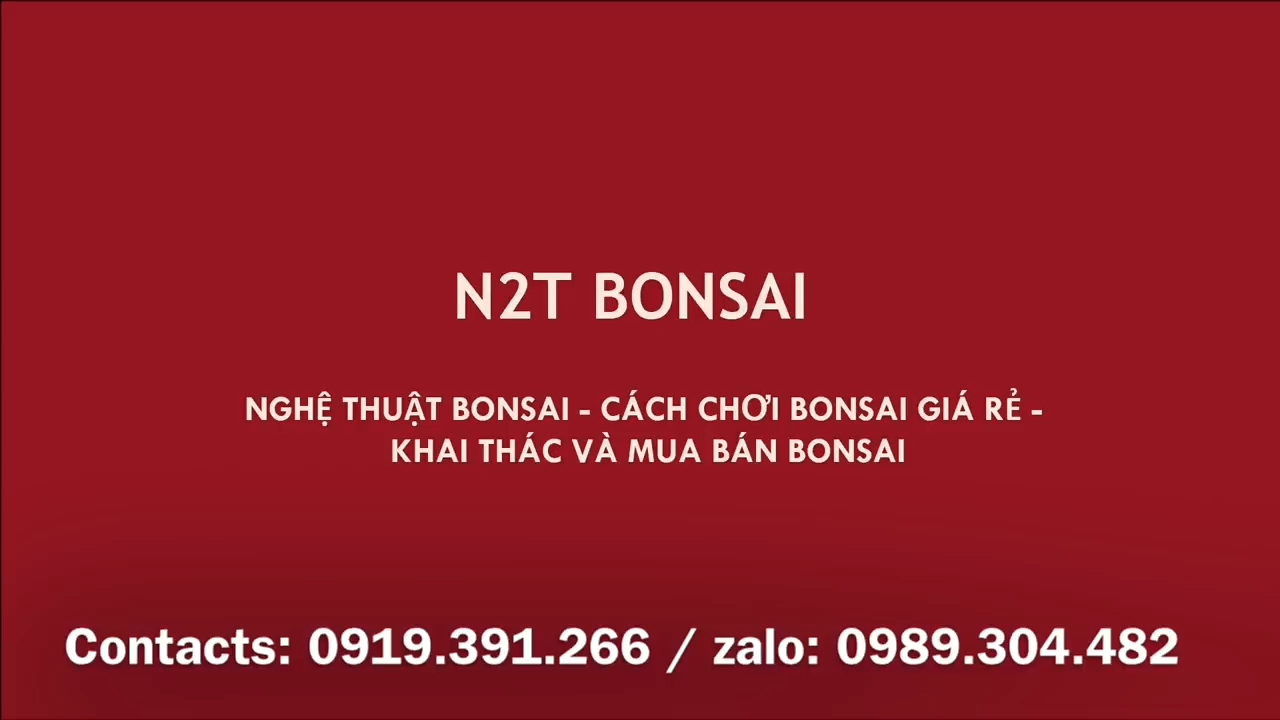 N2T BONSAI
NGHỆ THUẬT BONSAI - CÁCH CHƠI BONSAI GIÁ RẺ -
KHAI THÁC VÀ MUA BÁN BONSAI
Contacts: 0919.391.266 / zalo: 0989.304.482